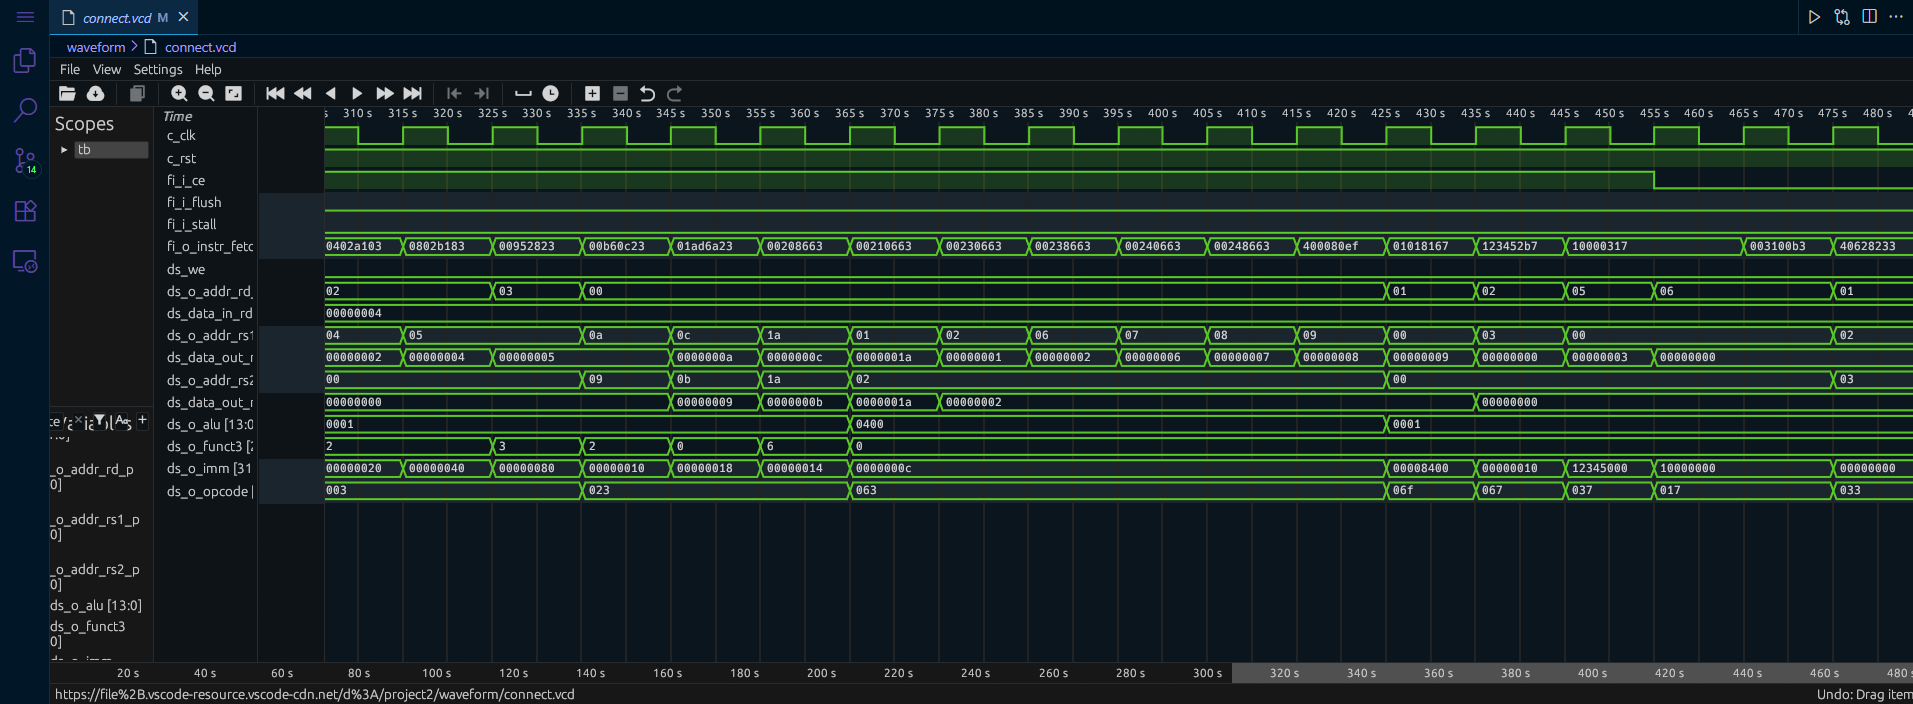 connect.vcd M
waveform > connect.vcd
File View Settings Help
Scopes
tb
14
Time
310 s 315 s 320 s 325 s 330 s 335 s 340 s 345 s 350 s 355 s 360 s 365 s 370 s 375 s 380 s 385 s 390 s 395 s 400 s 405 s 410 s 415 s 420 s 425 s 430 s 435 s 440 s 445 s 450 s 455 s 460 s 465 s 470 s 475 s 480 s
c_clk
c_rst
fi_i_ce
fi_i_flush
fi_i_stall
fi_o_instr_fetc 0402a103 0802b183 00952823 00b60c23 01ad6a23 00208663 00210663 00230663 00238663 00240663 00248663 400080ef 01018167 123452b7 10000317 003100b3 40628233
ds_we
ds_o_addr_rd_ 02 03 00 01 02 05 06 01
ds_data_in_rd 00000004
ds_o_addr_rs1 04 05 0a 0c 1a 01 02 06 07 08 09 00 03 00 02
ds_data_out_r 00000002 00000004 00000005 0000000a 0000000c 0000001a 00000001 00000002 00000006 00000007 00000008 00000009 00000000 00000003 00000000
ds_o_addr_rs2 00 09 0b 1a 02 00 03
ds_data_out_r 00000000 00000009 0000000b 0000001a 00000002 00000000
ds_o_alu [13:0 0001 0400 0001
ds_o_funct3 [2 2 3 2 0 6 0
ds_o_imm [31 00000020 00000040 00000080 00000010 00000018 00000014 0000000c 00008400 00000010 12345000 10000000 00000000
ds_o_opcode [ 003 023 063 06f 067 037 017 033
_o_addr_rd_p
0]
_o_addr_rs1_p
0]
_o_addr_rs2_p
0]
ds_o_alu [13:0]
ds_o_funct3
0]
20 s 40 s 60 s 80 s 100 s 120 s 140 s 160 s 180 s 200 s 220 s 240 s 260 s 280 s 300 s 320 s 340 s 360 s 380 s 400 s 420 s 440 s 460 s 480
https://file%2B.vscode-resource.vscode-cdn.net/d%3A/project2/waveform/connect.vcd
Undo: Drag item